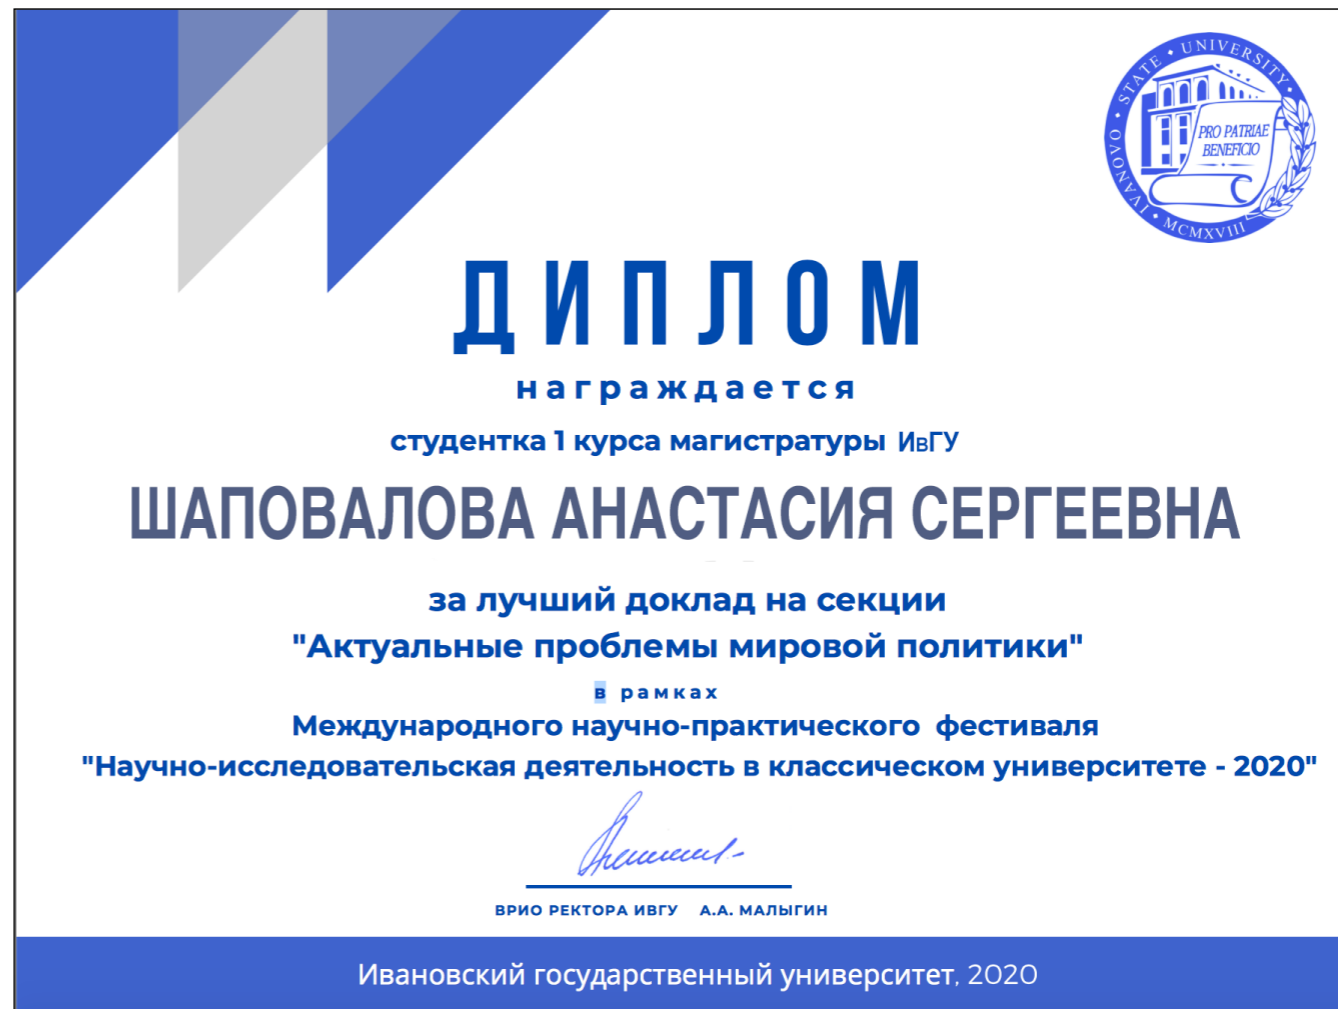 IVANOVO • STATE • UNIVERSITY • MCMXVIII
PRO PATRIAE
BENEFICIO
ДИПЛОМ
награждается
студентка 1 курса магистратуры ИвГУ
ШАПОВАЛОВА АНАСТАСИЯ СЕРГЕЕВНА
за лучший доклад на секции
"Актуальные проблемы мировой политики"
в рамках
Международного научно-практического фестиваля
"Научно-исследовательская деятельность в классическом университете - 2020"
ВРИО РЕКТОРА ИВГУ А.А. МАЛЫГИН
Ивановский государственный университет, 2020